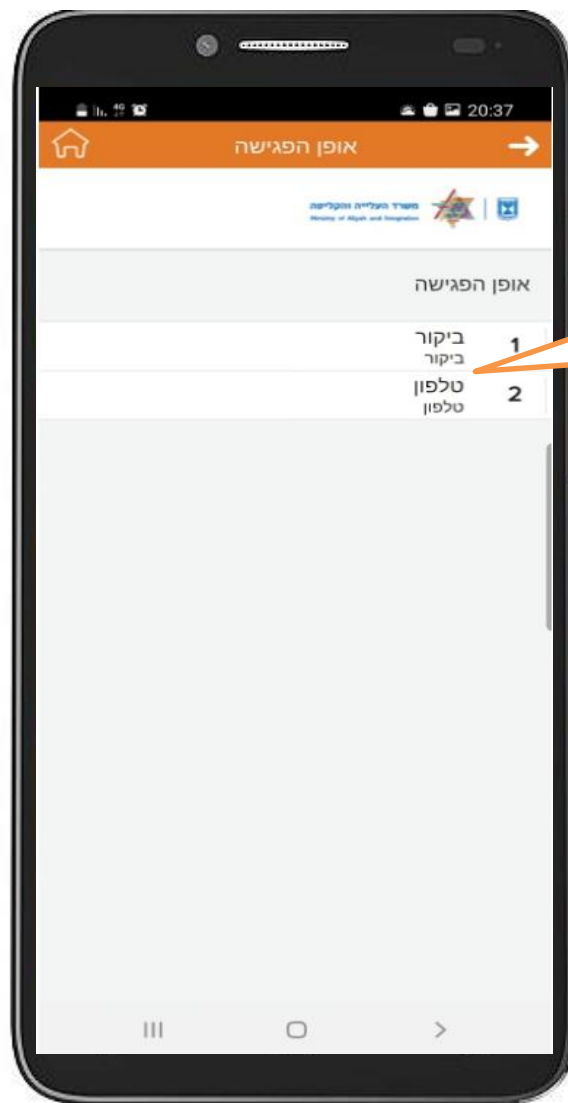 4G 20:37
אופן הפגישה
משרד העלייה והקליטה
Ministry of Aliyah and Integration
אופן הפגישה
1 ביקור
ביקור
2 טלפון
טלפון